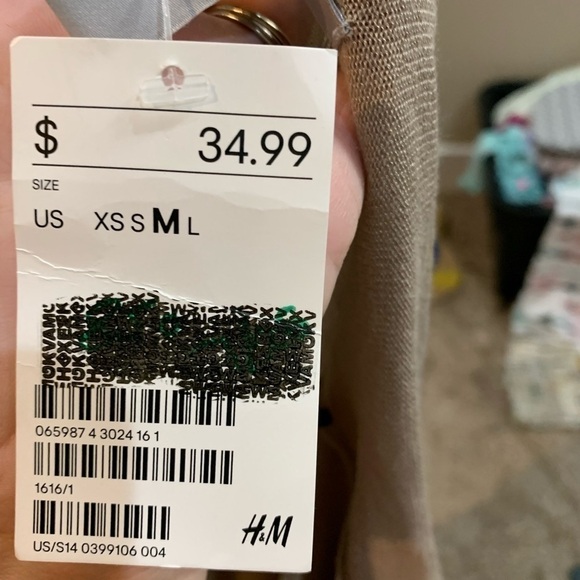 $ 34.99
SIZE
US XS S M L
065987 4 3024 16 1
1616/1
H&M
US/S14 0399106 004